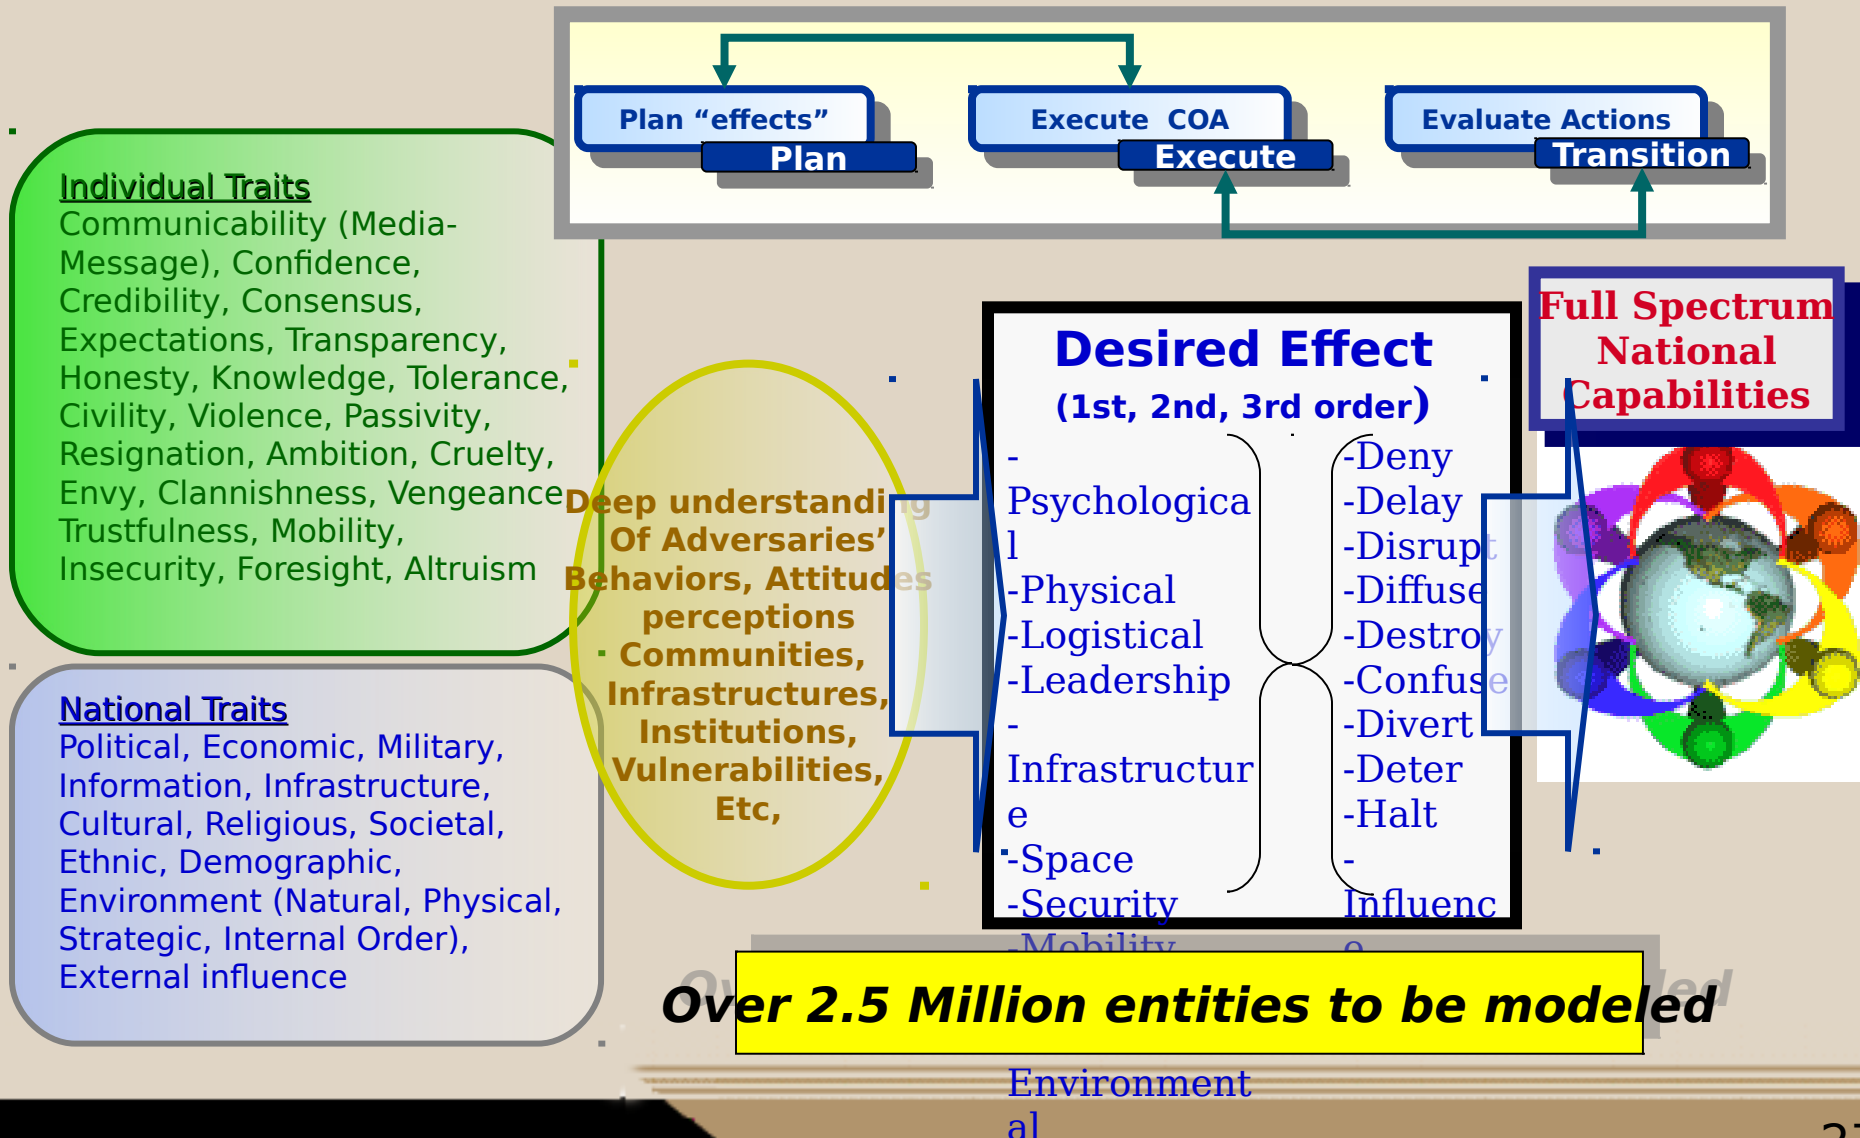 Plan “effects”
Plan
Execute COA
Execute
Evaluate Actions
Transition
Individual Traits
Communicability (Media-
Message), Confidence,
Credibility, Consensus,
Expectations, Transparency,
Honesty, Knowledge, Tolerance,
Civility, Violence, Passivity,
Resignation, Ambition, Cruelty,
Envy, Clannishness, Vengeance
Trustfulness, Mobility,
Insecurity, Foresight, Altruism
National Traits
Political, Economic, Military,
Information, Infrastructure,
Cultural, Religious, Societal,
Ethnic, Demographic,
Environment (Natural, Physical,
Strategic, Internal Order),
External influence
Deep understanding
Of Adversaries’
Behaviors, Attitudes
perceptions
Communities,
Infrastructures,
Institutions,
Vulnerabilities,
Etc,
Desired Effect
(1st, 2nd, 3rd order)
-
Psychologica
l
-Physical
-Logistical
-Leadership
-
Infrastructur
e
-Space
-Security
-Mobility
Environment
al
-Deny
-Delay
-Disrupt
-Diffuse
-Destroy
-Confuse
-Divert
-Deter
-Halt
-
Influenc
e
Full Spectrum
National
Capabilities
Over 2.5 Million entities to be modeled